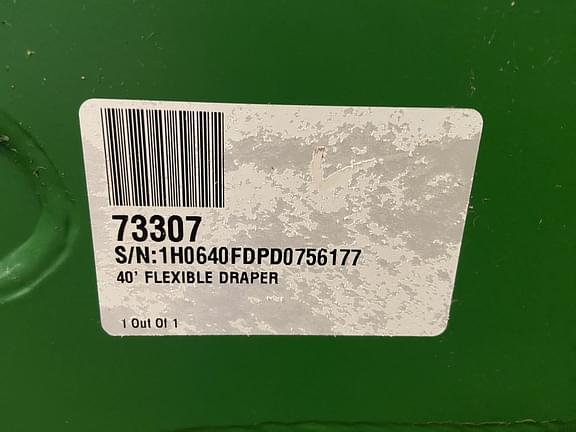 73307
S/N:1H0640FDPD0756177
40' FLEXIBLE DRAPER
1 Out Of 1